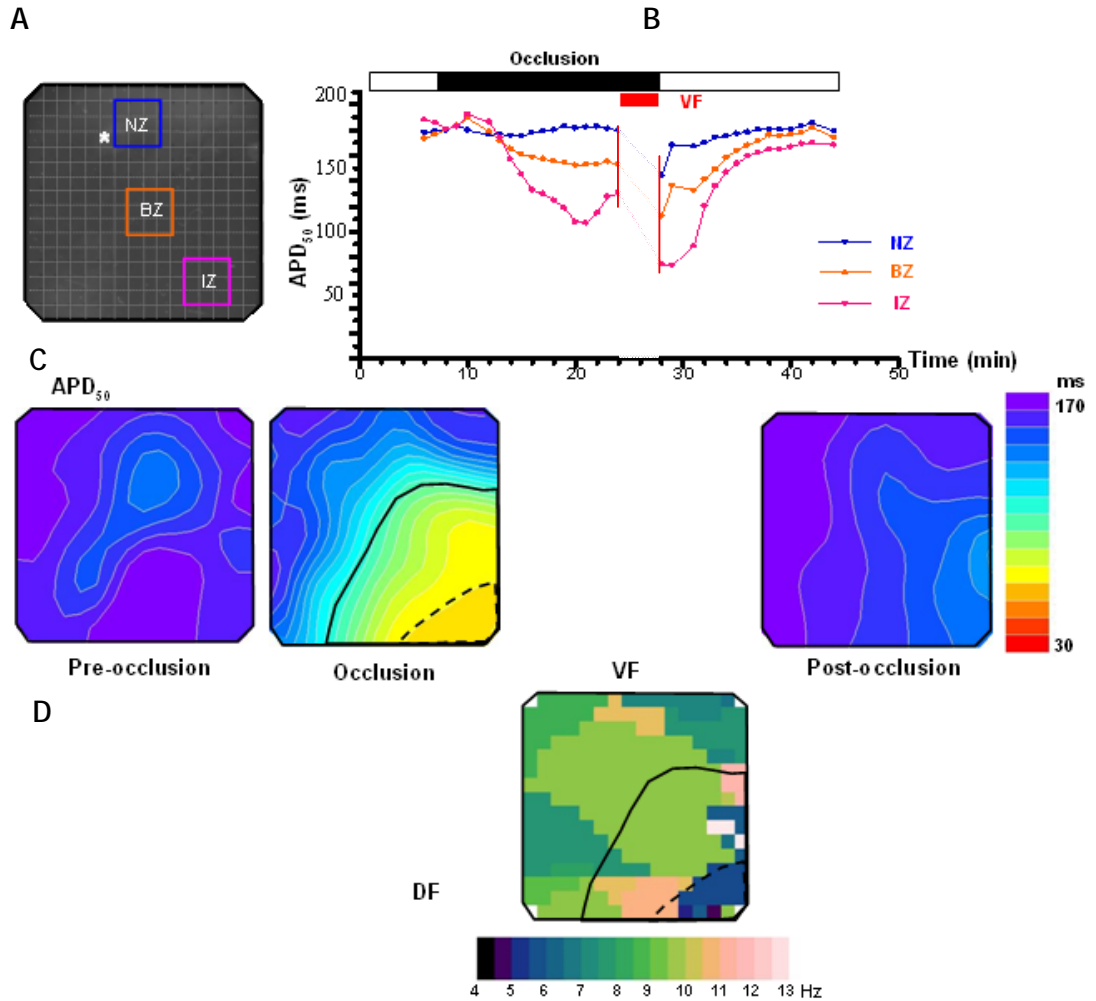 A
B
Occlusion
VF
*
NZ
BZ
IZ
APD50 (ms)
200
150
100
50
0
10
20
30
40
50
Time (min)
NZ
BZ
IZ
C
APD50
ms
170
30
Pre-occlusion
Occlusion
VF
Post-occlusion
D
DF
4 5 6 7 8 9 10 11 12 13 Hz